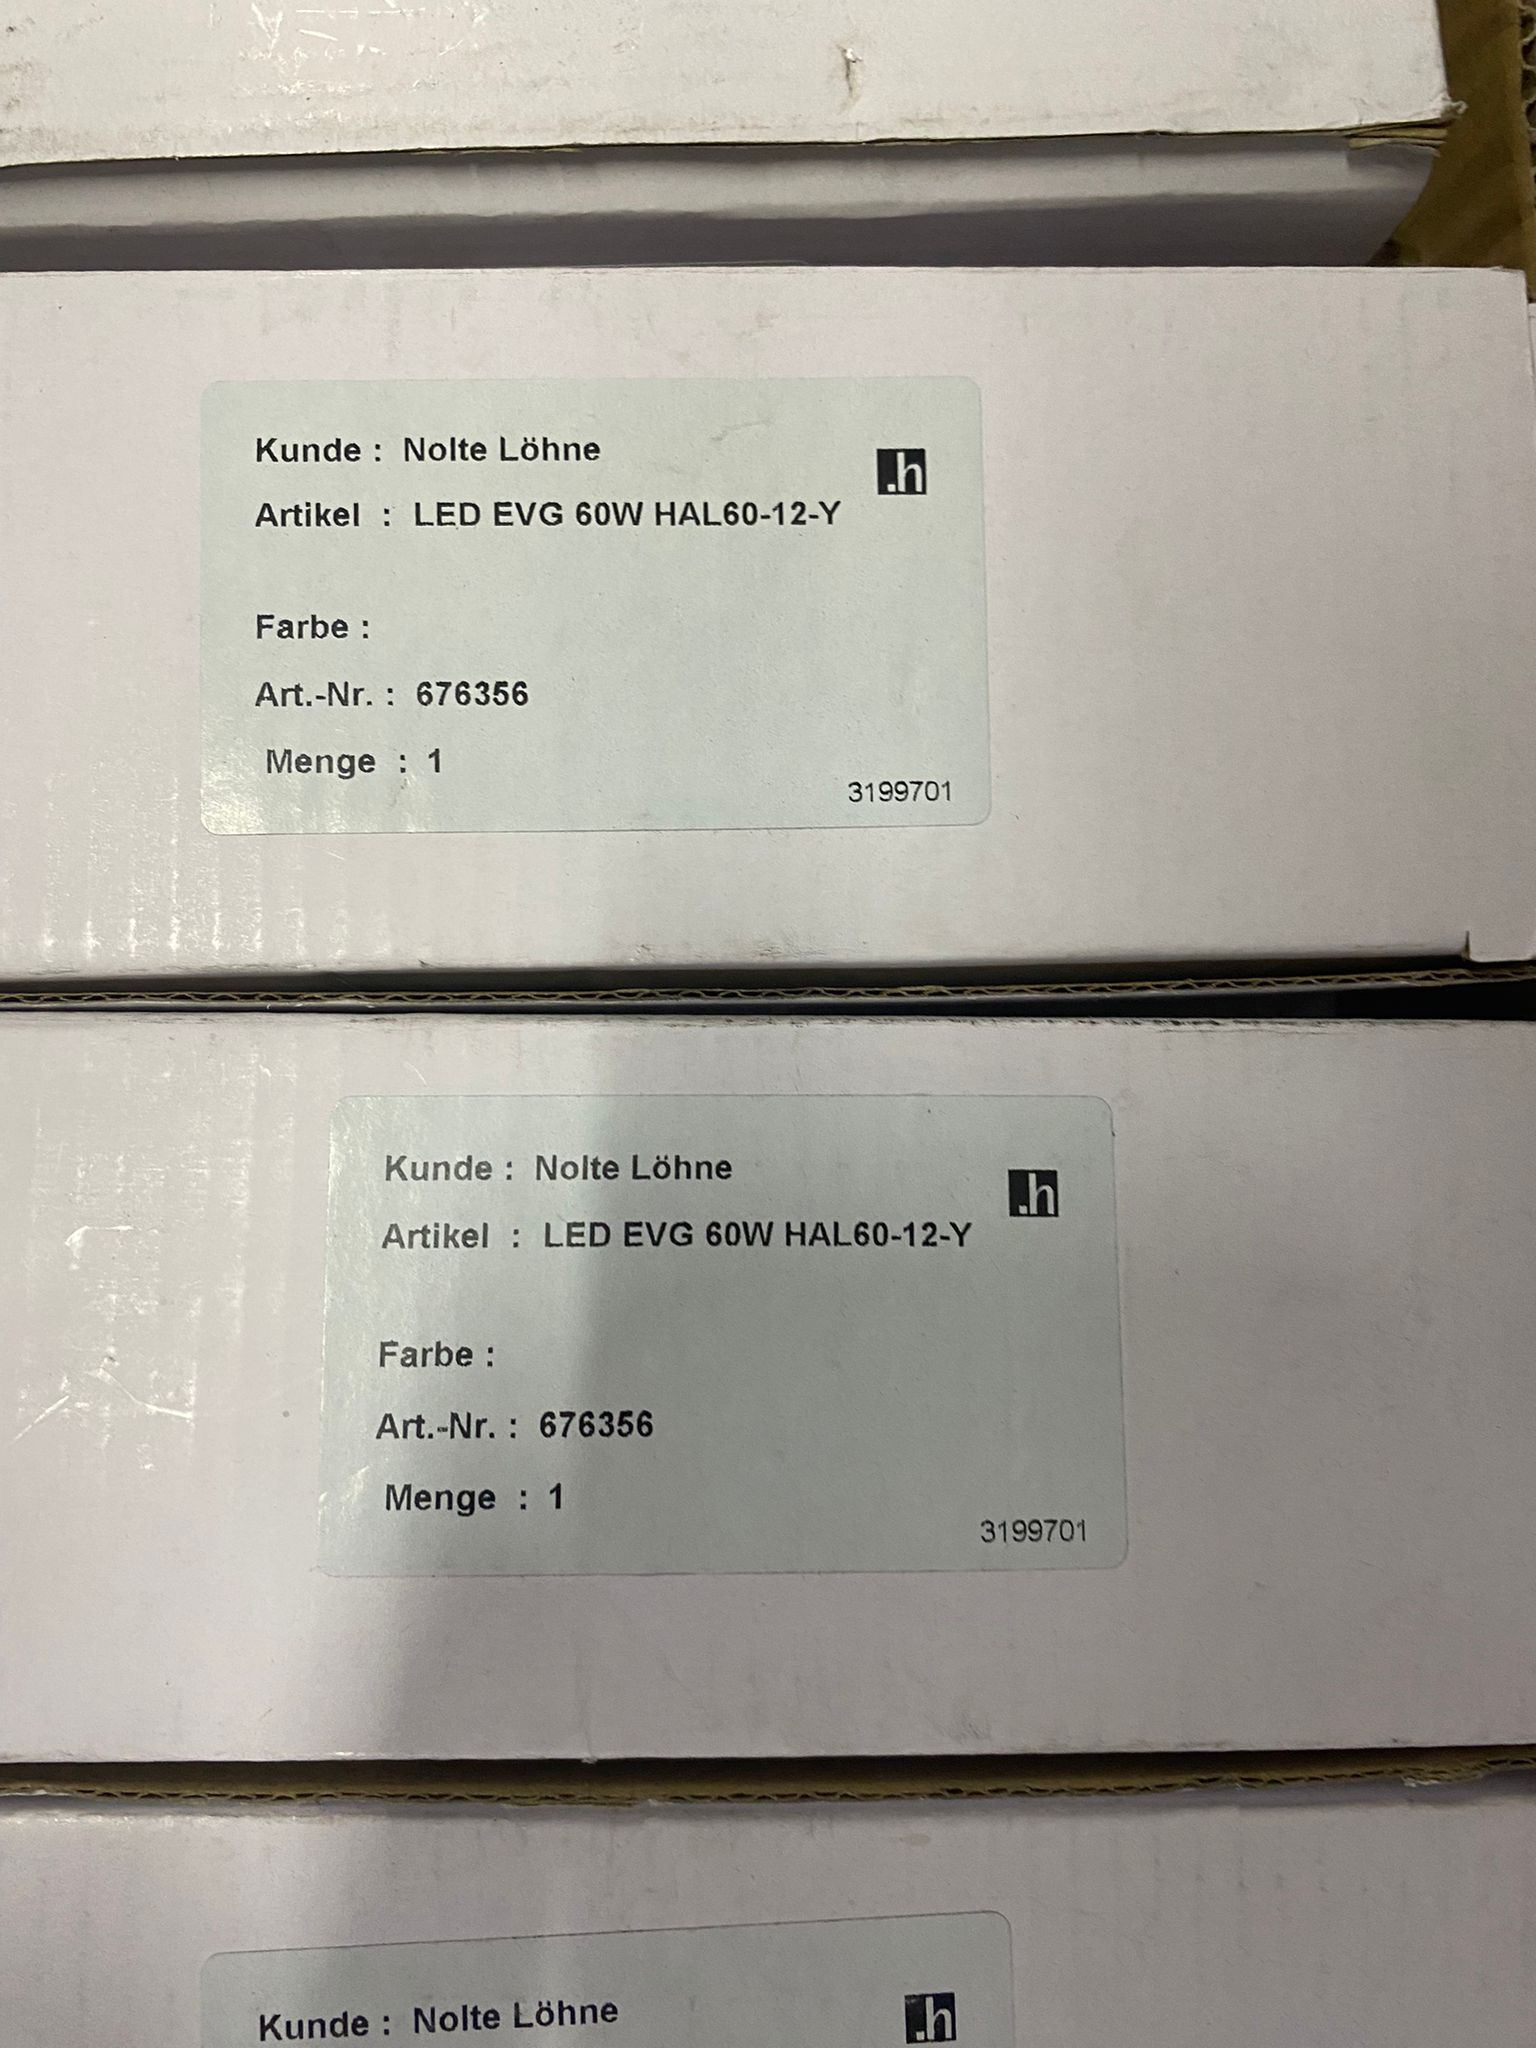 Kunde : Nolte Löhne
.h
Artikel : LED EVG 60W HAL60-12-Y
Farbe :
Art.-Nr. : 676356
Menge : 1
3199701
Kunde : Nolte Löhne
.h
Artikel : LED EVG 60W HAL60-12-Y
Farbe :
Art.-Nr. : 676356
Menge : 1
3199701
Kunde : Nolte Löhne
.h